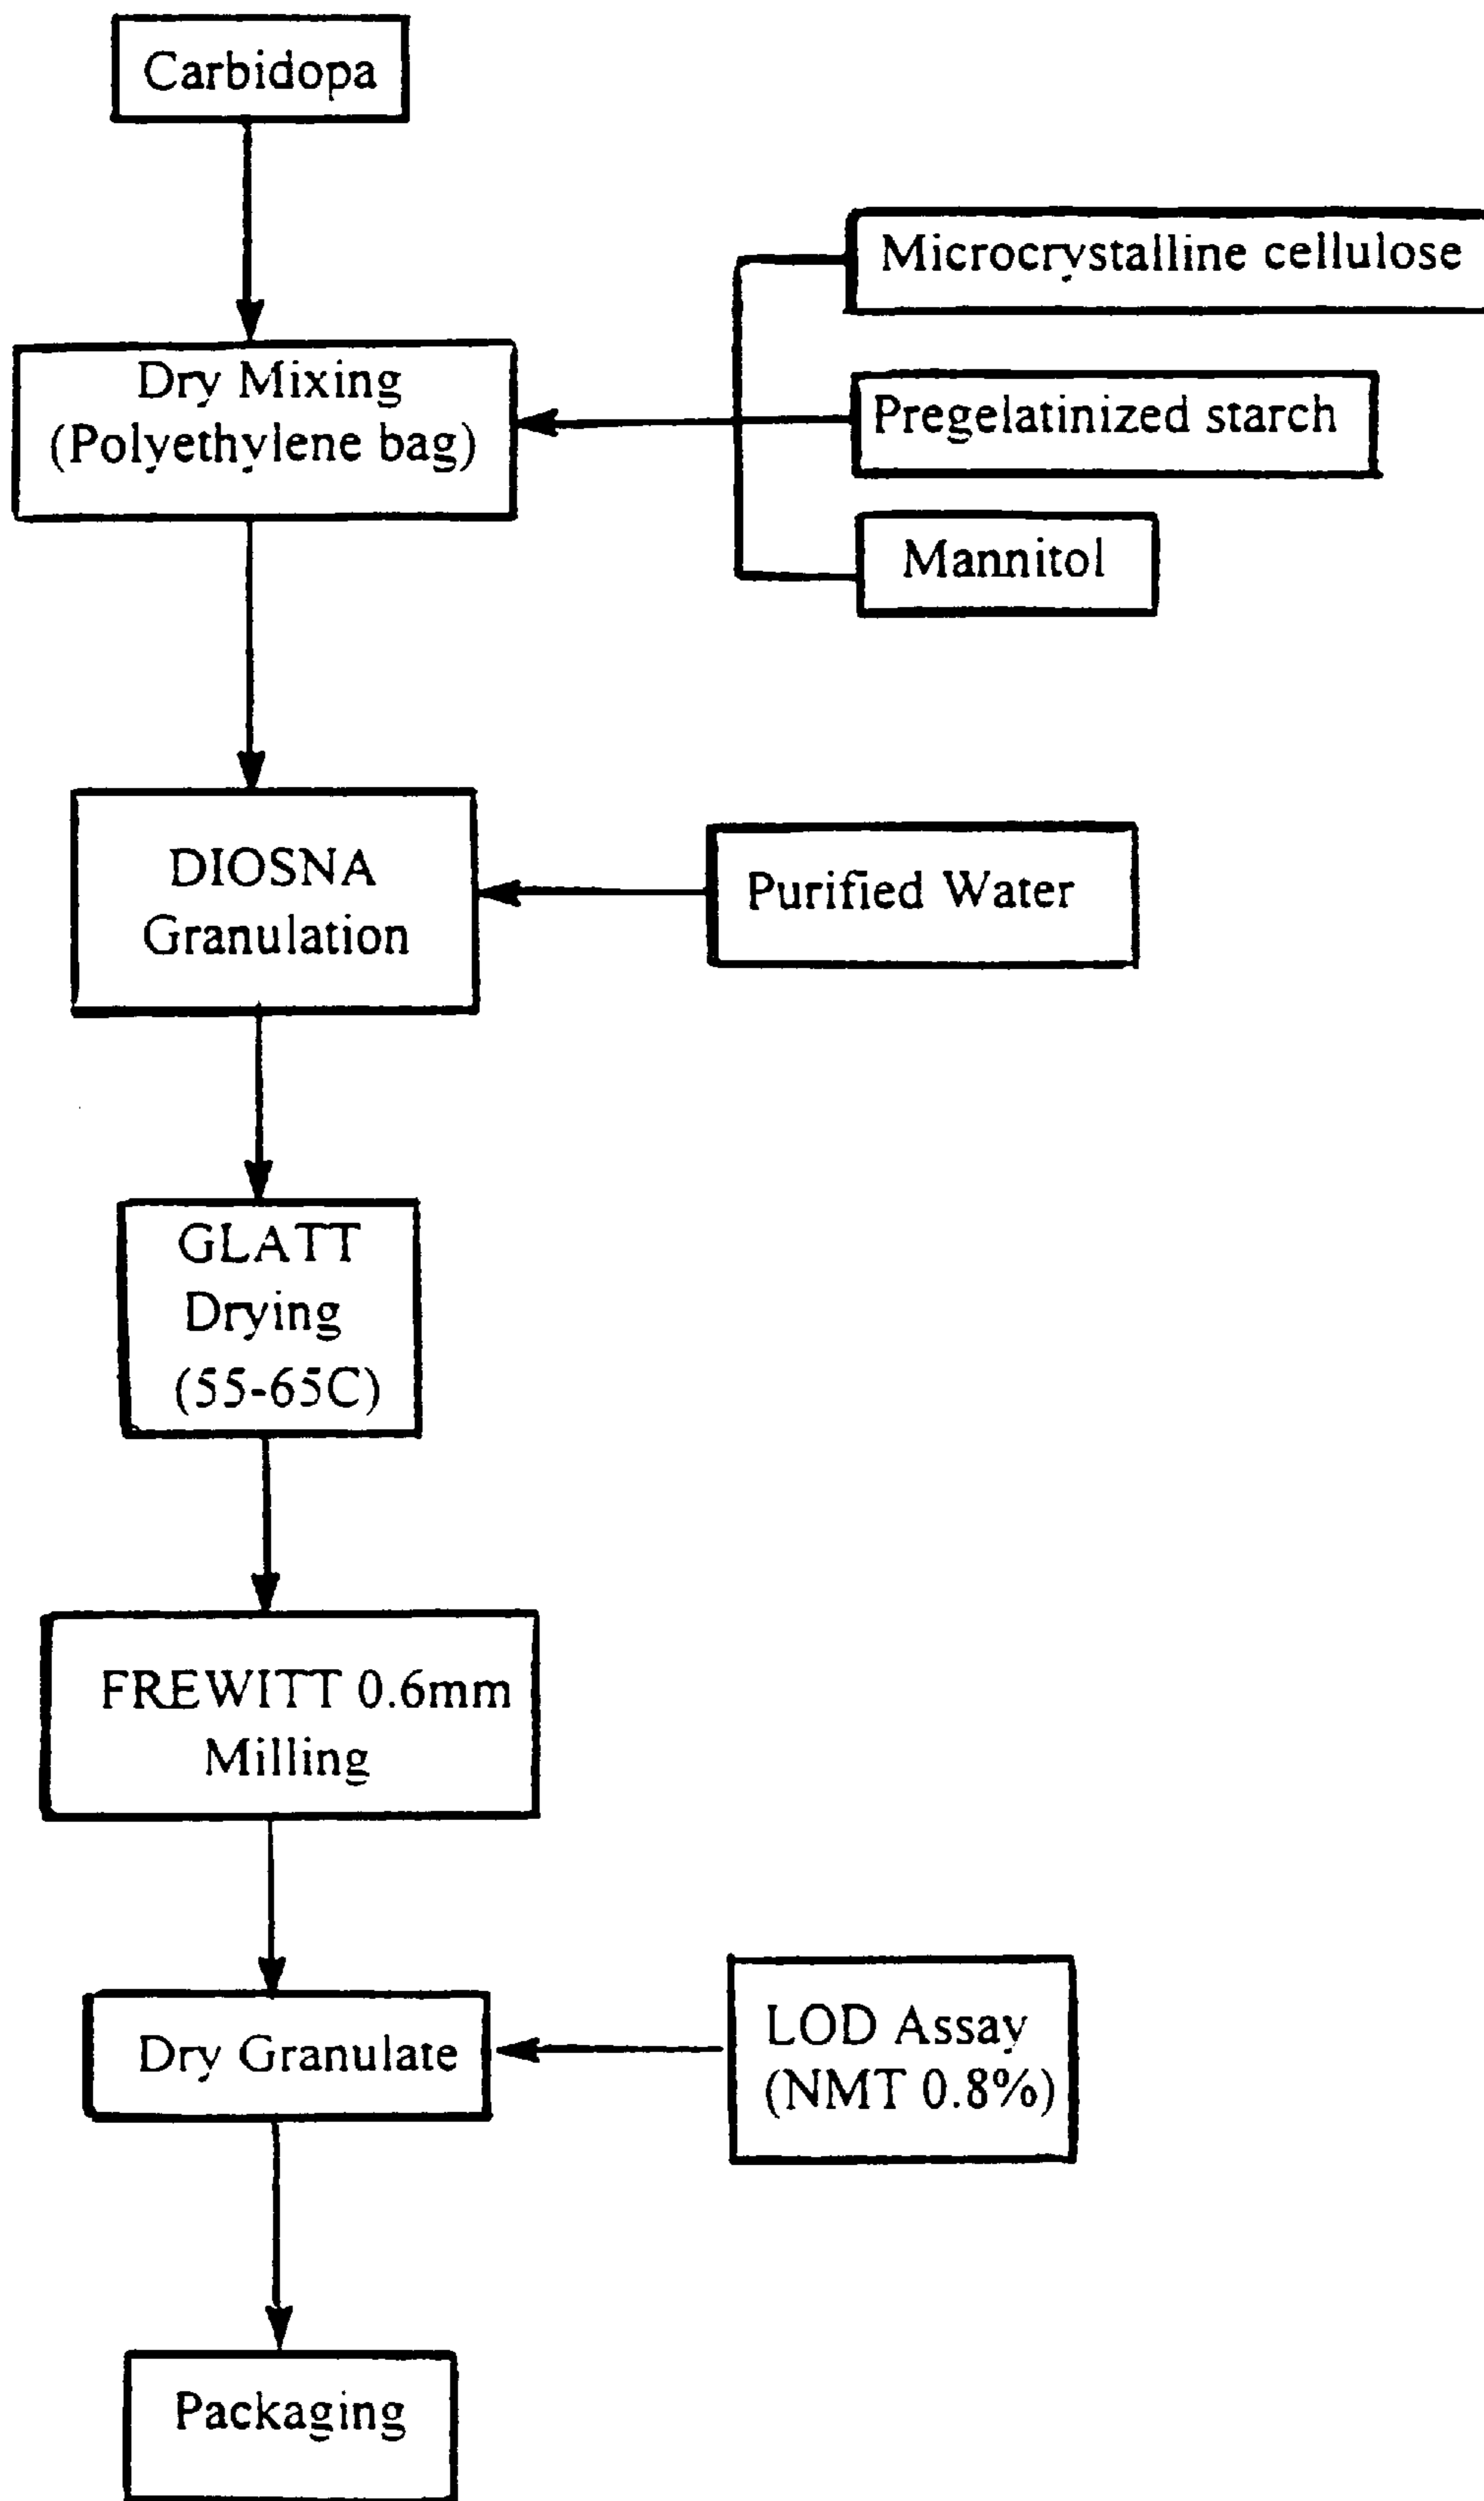 Carbidopa
Microcrystalline cellulose
Dry Mixing
(Polyethylene bag)
Pregelatinized starch
Mannitol
DIOSNA
Granulation
Purified Water
GLATT
Drying
(55-65C)
FREWITT 0.6mm
Milling
Dry Granulate
LOD Assay
(NMT 0.8%)
Packaging